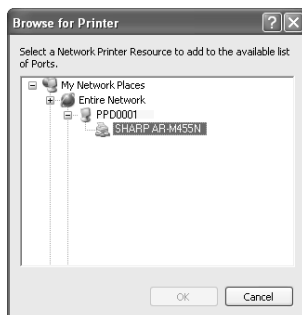 Browse for Printer
Select a Network Printer Resource to add to the available list
of Ports.
My Network Places
Entire Network
PPD0001
SHARP AR-M455N
OK
Cancel